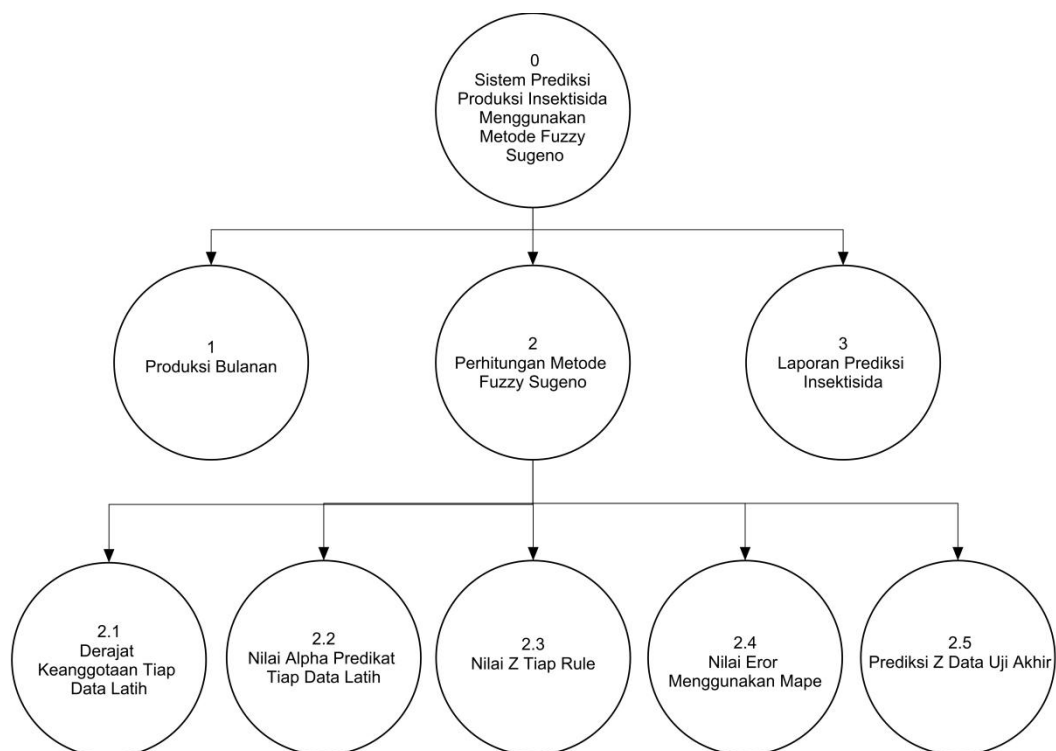 0
Sistem Prediksi
Produksi Insektisida
Menggunakan
Metode Fuzzy
Sugeno
1
Produksi Bulanan
2
Perhitungan Metode
Fuzzy Sugeno
3
Laporan Prediksi
Insektisida
2.1
Derajat
Keanggotaan Tiap
Data Latih
2.2
Nilai Alpha Predikat
Tiap Data Latih
2.3
Nilai Z Tiap Rule
2.4
Nilai Eror
Menggunakan Mape
2.5
Prediksi Z Data Uji Akhir